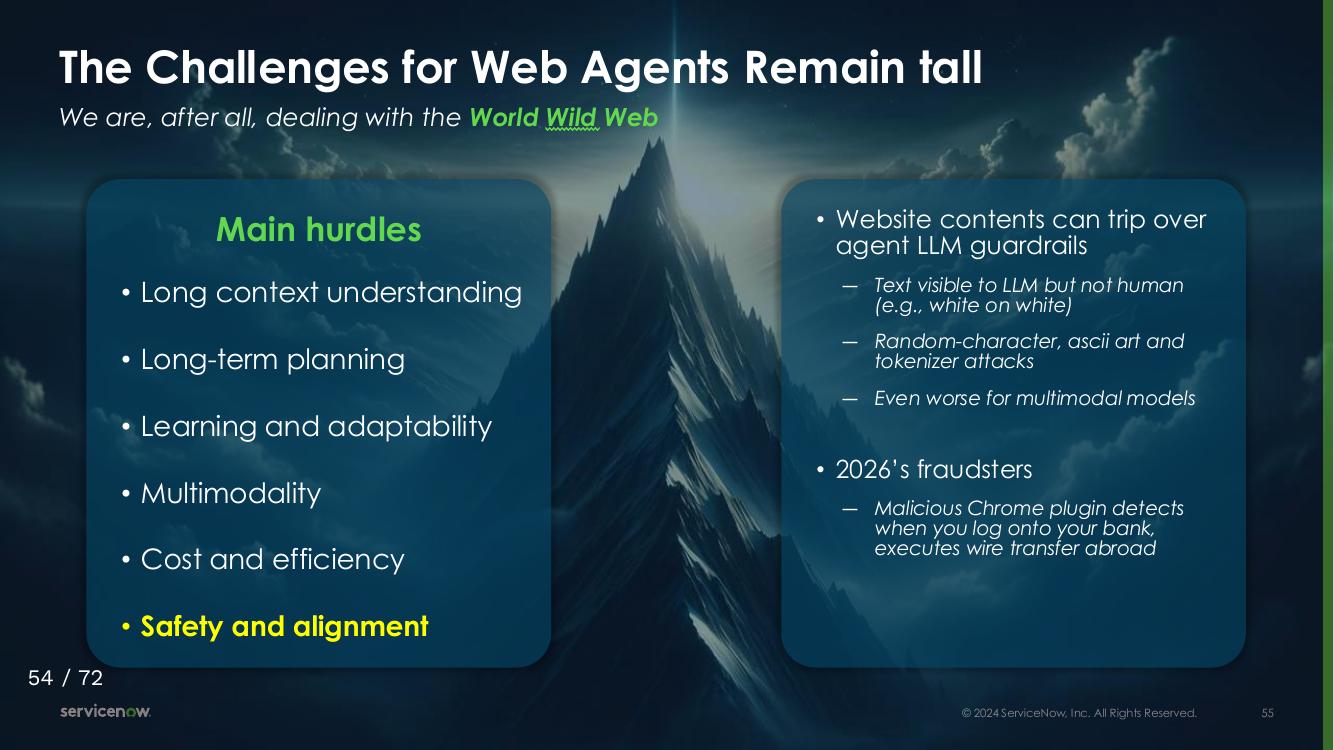 The Challenges for Web Agents Remain tall
We are, after all, dealing with the World Wild Web
Main hurdles
• Long context understanding
• Long-term planning
• Learning and adaptability
• Multimodality
• Cost and efficiency
• Safety and alignment
• Website contents can trip over
agent LLM guardrails
— Text visible to LLM but not human
(e.g., white on white)
— Random-character, ascii art and
tokenizer attacks
— Even worse for multimodal models
• 2026’s fraudsters
— Malicious Chrome plugin detects
when you log onto your bank,
executes wire transfer abroad
54 / 72
servicenow.
© 2024 ServiceNow, Inc. All Rights Reserved.
55